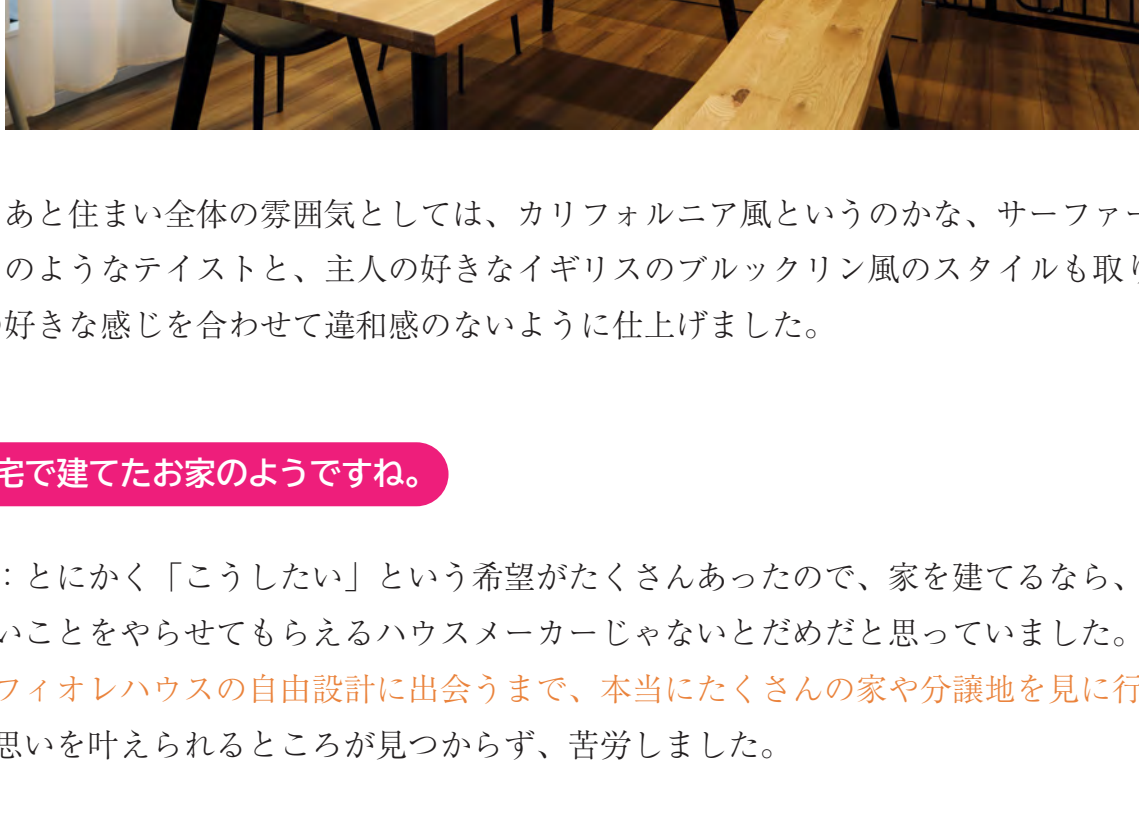 あと住まい全体の雰囲気としては、カリフォルニア風というのかな、サーファー
のようなテイストと、主人の好きなイギリスのブルックリン風のスタイルも取り
好きな感じを合わせて違和感のないように仕上げました。
宅で建てたお家のようですね。
：とにかく「こうしたい」という希望がたくさんあったので、家を建てるなら、
いことをやらせてもらえるハウスメーカーじゃないとだめだと思っていました。
フィオレハウスの自由設計に出会うまで、本当にたくさんの家や分譲地を見に行
思いを叶えられるところが見つからず、苦労しました。